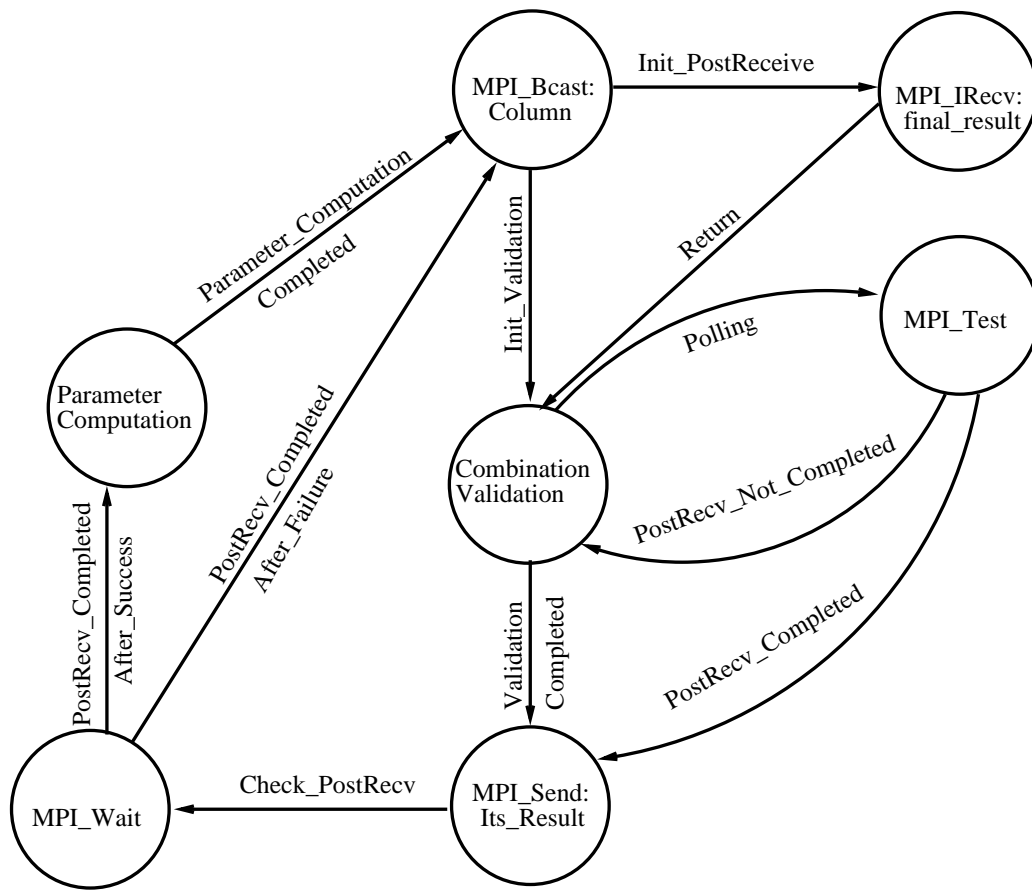 MPI_Bcast:
Column
Init_PostReceive
MPI_IRecv:
final_result
Parameter_Computation
Completed
Init_Validation
Return
Polling
MPI_Test
Parameter
Computation
PostRecv_Completed
After_Failure
Combination
Validation
PostRecv_Not_Completed
PostRecv_Completed
After_Success
Validation
Completed
PostRecv_Completed
MPI_Wait
Check_PostRecv
MPI_Send:
Its_Result